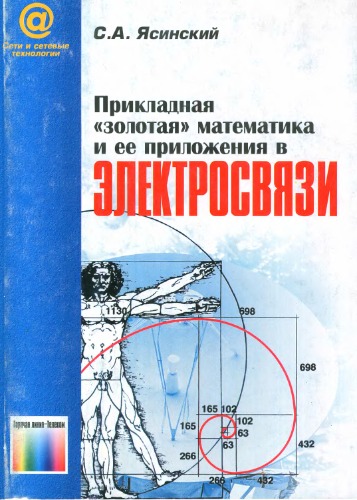 @
Сети и сетевые
технологии
С.А. Ясинский
Прикладная
«золотая» математика
и ее приложения в
ЭЛЕКТРОСВЯЗИ
1130
698
698
165 102
102
165
63
63
266
432
266
432
Горячая линия-Телеком